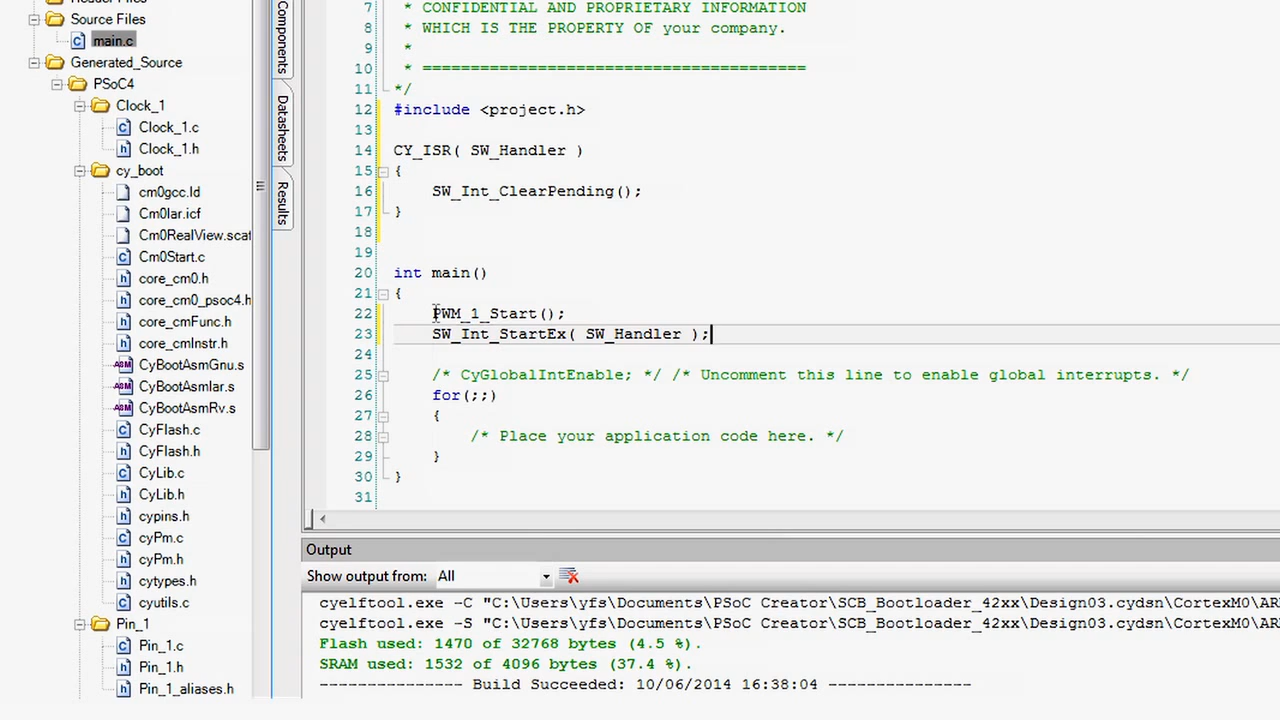 Header Files
Source Files
main.c
Generated_Source
PSoC4
Clock_1
Clock_1.c
Clock_1.h
cy_boot
cm0gcc.ld
Cm0Iar.icf
Cm0RealView.scat
Cm0Start.c
core_cm0.h
core_cm0_psoc4.h
core_cmFunc.h
core_cmInstr.h
CyBootAsmGnu.s
CyBootAsmIar.s
CyBootAsmRv.s
CyFlash.c
CyFlash.h
CyLib.c
CyLib.h
cypins.h
cyPm.c
cyPm.h
cytypes.h
cyutils.c
Pin_1
Pin_1.c
Pin_1.h
Pin_1_aliases.h
Components
Datasheets
Results
7 * CONFIDENTIAL AND PROPRIETARY INFORMATION
8 * WHICH IS THE PROPERTY OF your company.
9 *
10 * ========================================
11 */
12 #include <project.h>
13
14 CY_ISR( SW_Handler )
15 {
16 SW_Int_ClearPending();
17 }
18
19
20 int main()
21 {
22 PWM_1_Start();
23 SW_Int_StartEx( SW_Handler );
24
25 /* CyGlobalIntEnable; */ /* Uncomment this line to enable global interrupts. */
26 for(;;)
27 {
28 /* Place your application code here. */
29 }
30 }
31
Output
Show output from: All
cyelftool.exe -C "C:\Users\yfs\Documents\PSoC Creator\SCB_Bootloader_42xx\Design03.cydsn\CortexM0\AR
cyelftool.exe -S "C:\Users\yfs\Documents\PSoC Creator\SCB_Bootloader_42xx\Design03.cydsn\CortexM0\AR
Flash used: 1470 of 32768 bytes (4.5 %).
SRAM used: 1532 of 4096 bytes (37.4 %).
--------------- Build Succeeded: 10/06/2014 16:38:04 ---------------